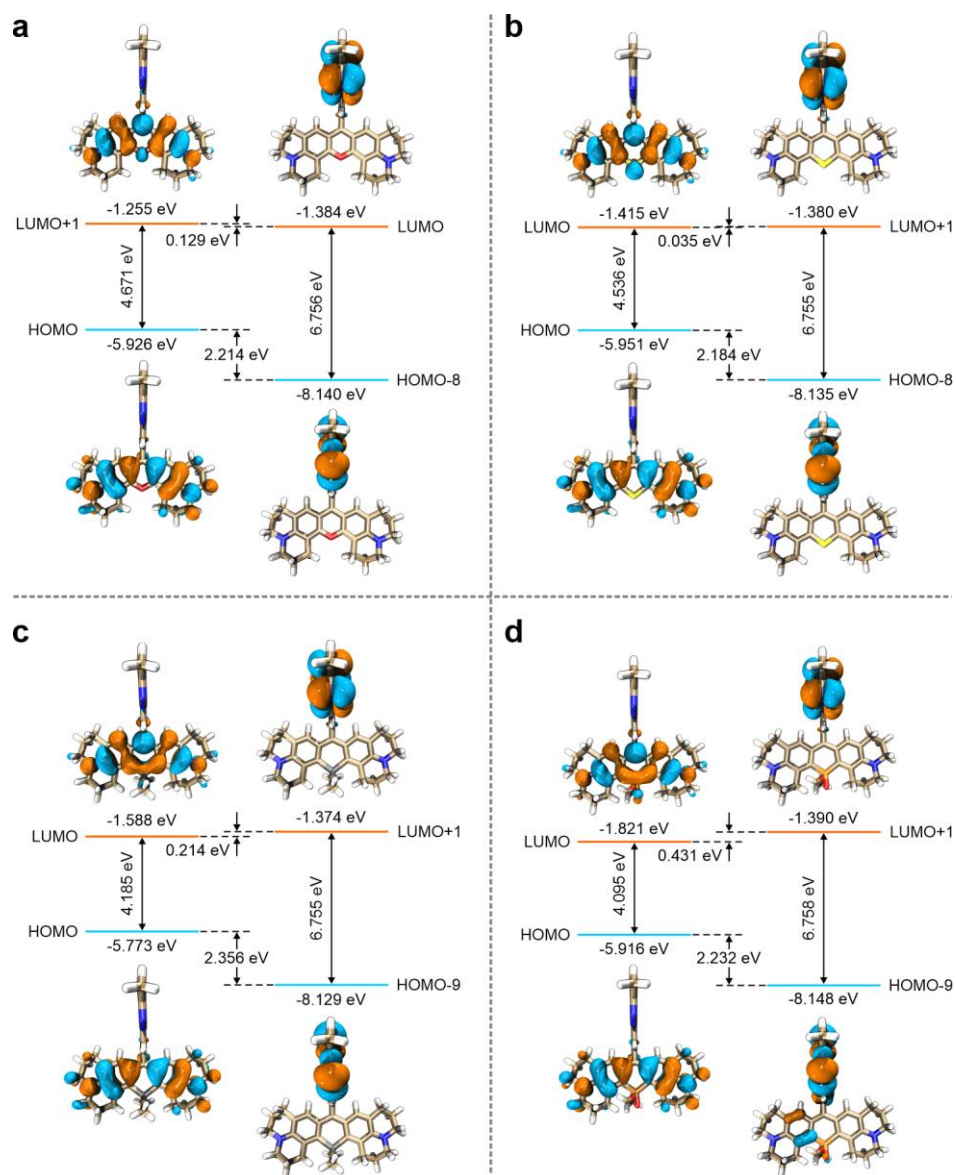 a
-1.255 eV
-1.384 eV
LUMO+1
0.129 eV
LUMO
4.671 eV
6.756 eV
HOMO
-5.926 eV
2.214 eV
HOMO-8
-8.140 eV
b
-1.415 eV
-1.380 eV
LUMO
0.035 eV
LUMO+1
4.536 eV
6.755 eV
HOMO
-5.951 eV
2.184 eV
HOMO-8
-8.135 eV
c
-1.588 eV
-1.374 eV
LUMO
0.214 eV
LUMO+1
4.185 eV
6.755 eV
HOMO
-5.773 eV
2.356 eV
HOMO-9
-8.129 eV
d
-1.821 eV
-1.390 eV
LUMO
0.431 eV
LUMO+1
4.095 eV
6.758 eV
HOMO
-5.916 eV
2.232 eV
HOMO-9
-8.148 eV